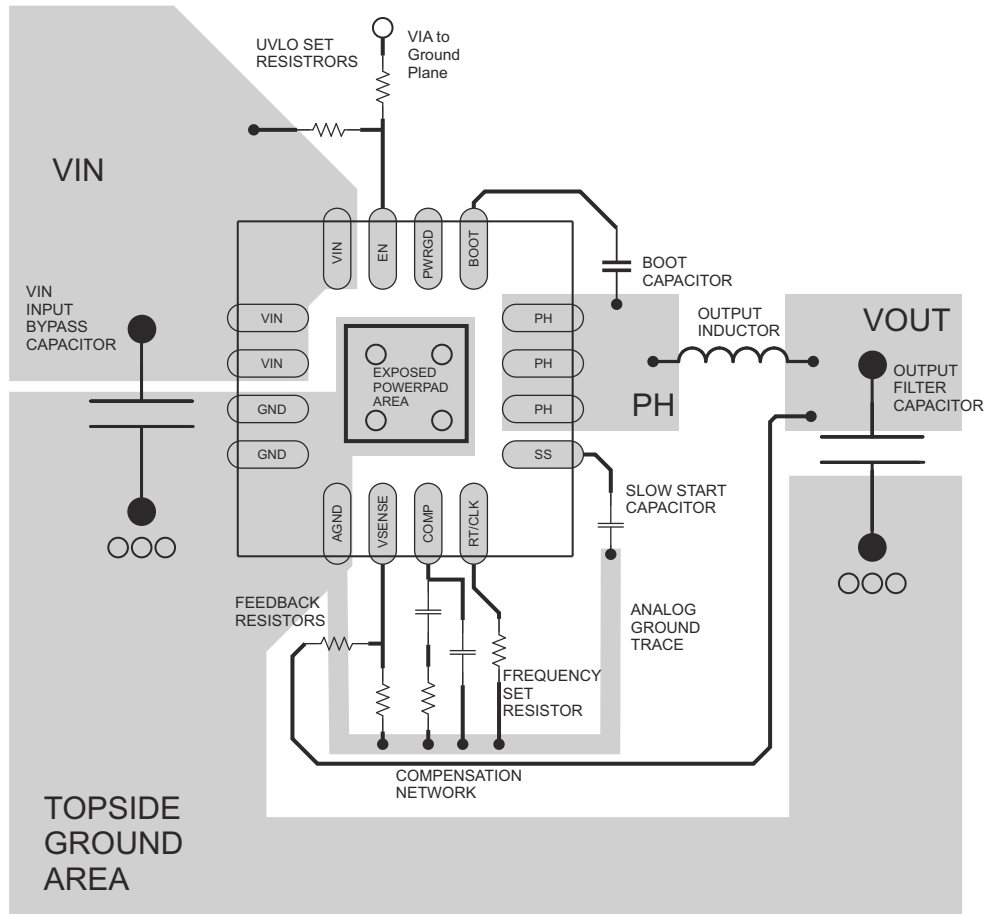 UVLO SET
RESISTRORS
VIA to
Ground
Plane
VIN
VIN
INPUT
BYPASS
CAPACITOR
VIN
EN
PWRGD
BOOT
BOOT
CAPACITOR
VIN
VIN
GND
GND
EXPOSED
POWERPAD
AREA
PH
PH
PH
SS
PH
OUTPUT
INDUCTOR
VOUT
OUTPUT
FILTER
CAPACITOR
SLOW START
CAPACITOR
AGND
VSENSE
COMP
RT/CLK
FEEDBACK
RESISTORS
ANALOG
GROUND
TRACE
FREQUENCY
SET
RESISTOR
COMPENSATION
NETWORK
TOPSIDE
GROUND
AREA